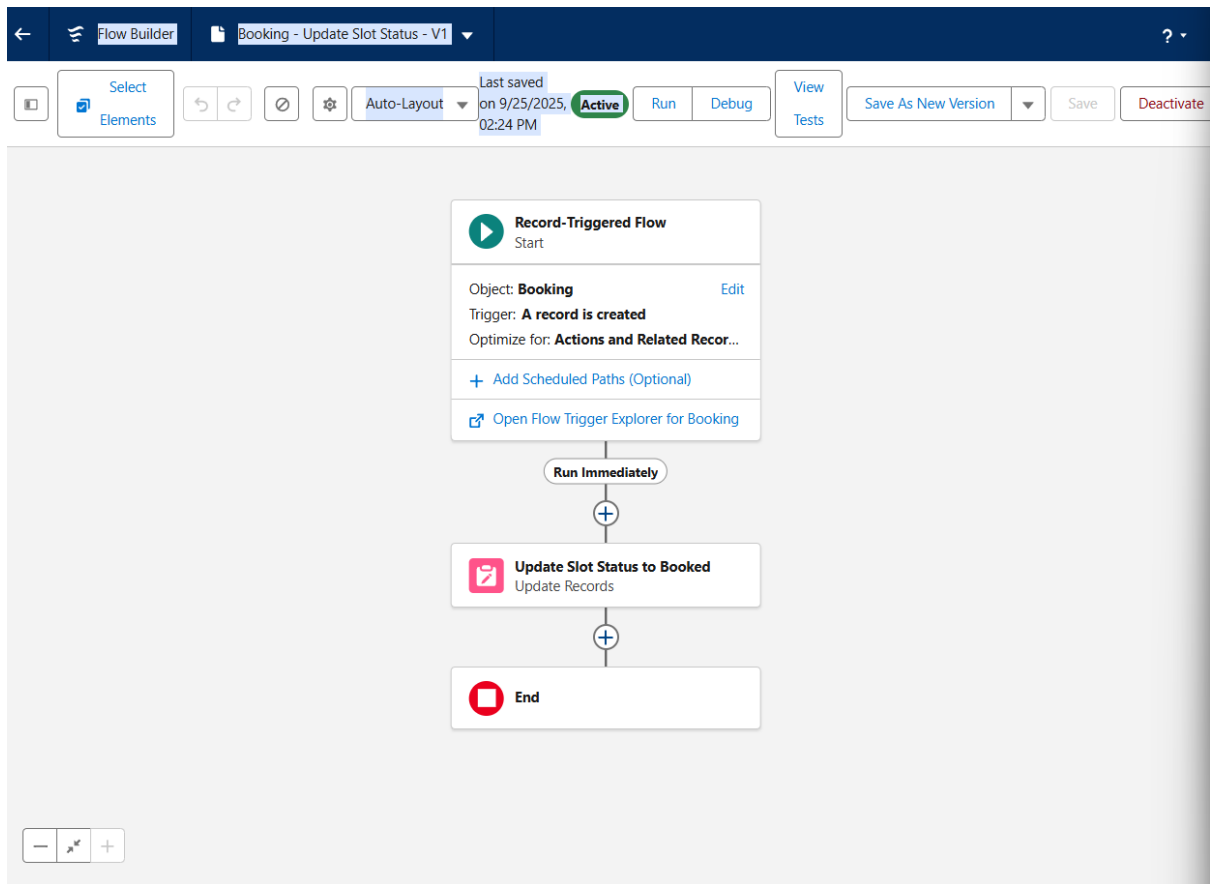 Flow Builder
Booking - Update Slot Status - V1
?
Select
Elements
Auto-Layout
Last saved
on 9/25/2025,
02:24 PM
Active
Run
Debug
View
Tests
Save As New Version
Save
Deactivate
Record-Triggered Flow
Start
Object: Booking
Edit
Trigger: A record is created
Optimize for: Actions and Related Recor...
Add Scheduled Paths (Optional)
Open Flow Trigger Explorer for Booking
Run Immediately
Update Slot Status to Booked
Update Records
End